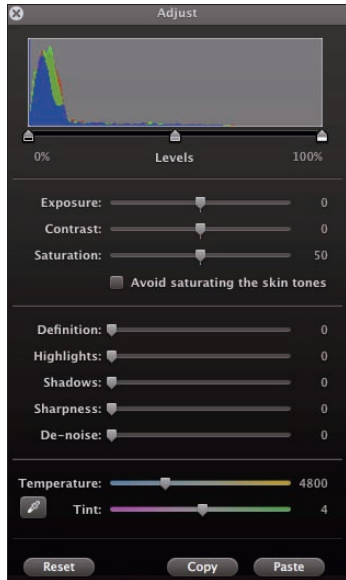 Adjust
0% Levels 100%
Exposure: 0
Contrast: 0
Saturation: 50
Avoid saturating the skin tones
Definition: 0
Highlights: 0
Shadows: 0
Sharpness: 0
De-noise: 0
Temperature: 4800
Tint: 4
Reset Copy Paste